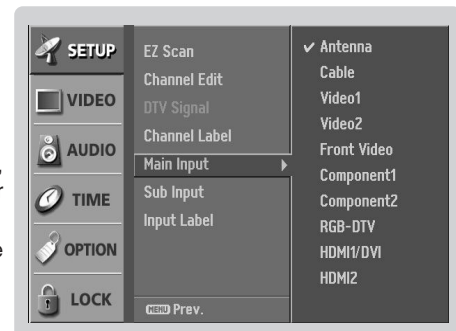 SETUP
VIDEO
AUDIO
TIME
OPTION
LOCK
EZ Scan
Channel Edit
DTV Signal
Channel Label
Main Input
Sub Input
Input Label
MENU Prev.
✔ Antenna
Cable
Video1
Video2
Front Video
Component1
Component2
RGB-DTV
HDMI1/DVI
HDMI2